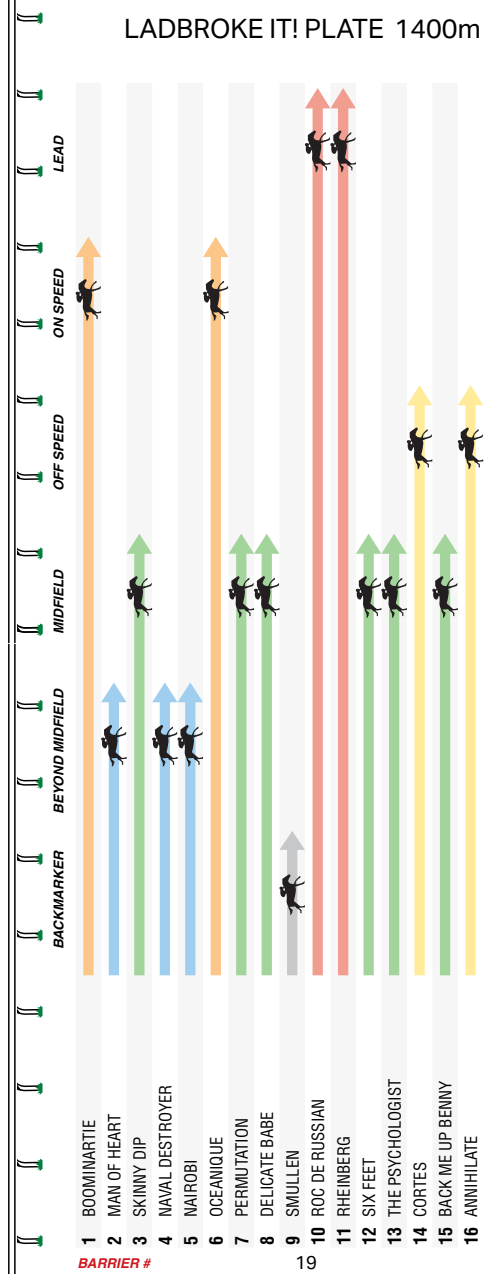 LADBROKE IT! PLATE 1400m
LEAD
ON SPEED
OFF SPEED
MIDFIELD
BEYOND MIDFIELD
BACKMARKER
1 BOOMINARTIE
2 MAN OF HEART
3 SKINNY DIP
4 NAVAL DESTROYER
5 NAIROBI
6 OCEANIQUE
7 PERMUTATION
8 DELICATE BABE
9 SMULLEN
10 ROC DE RUSSIAN
11 RHEINBERG
12 SIX FEET
13 THE PSYCHOLOGIST
14 CORTES
15 BACK ME UP BENNY
16 ANNIHILATE
BARRIER #
19